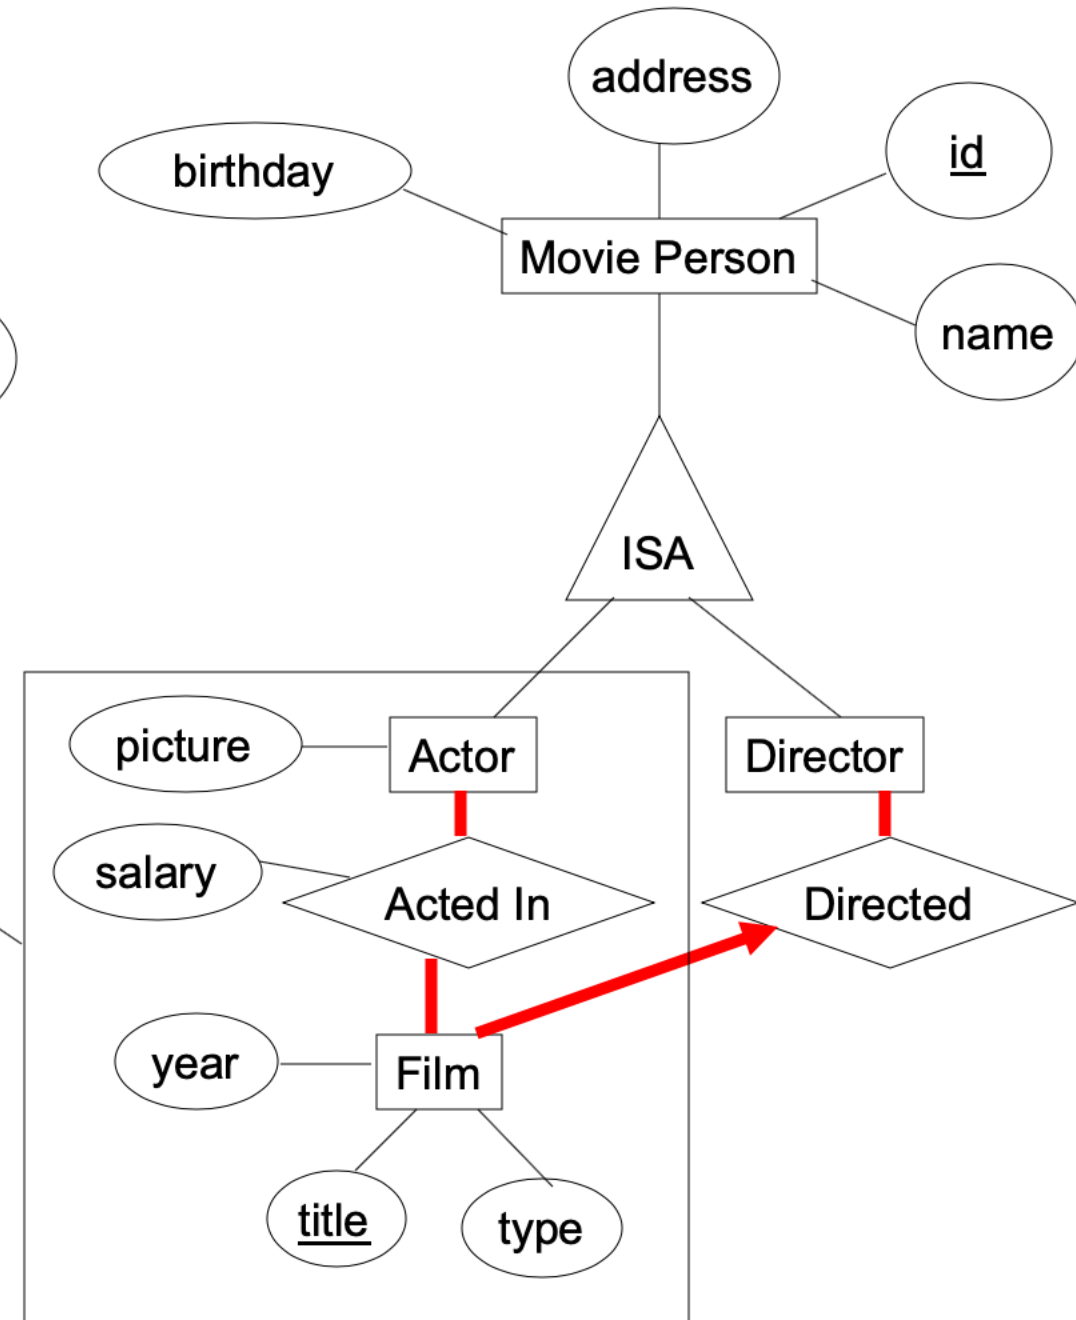 address
id
birthday
Movie Person
name
ISA
picture
Actor
Director
salary
Acted In
Directed
year
Film
title
type